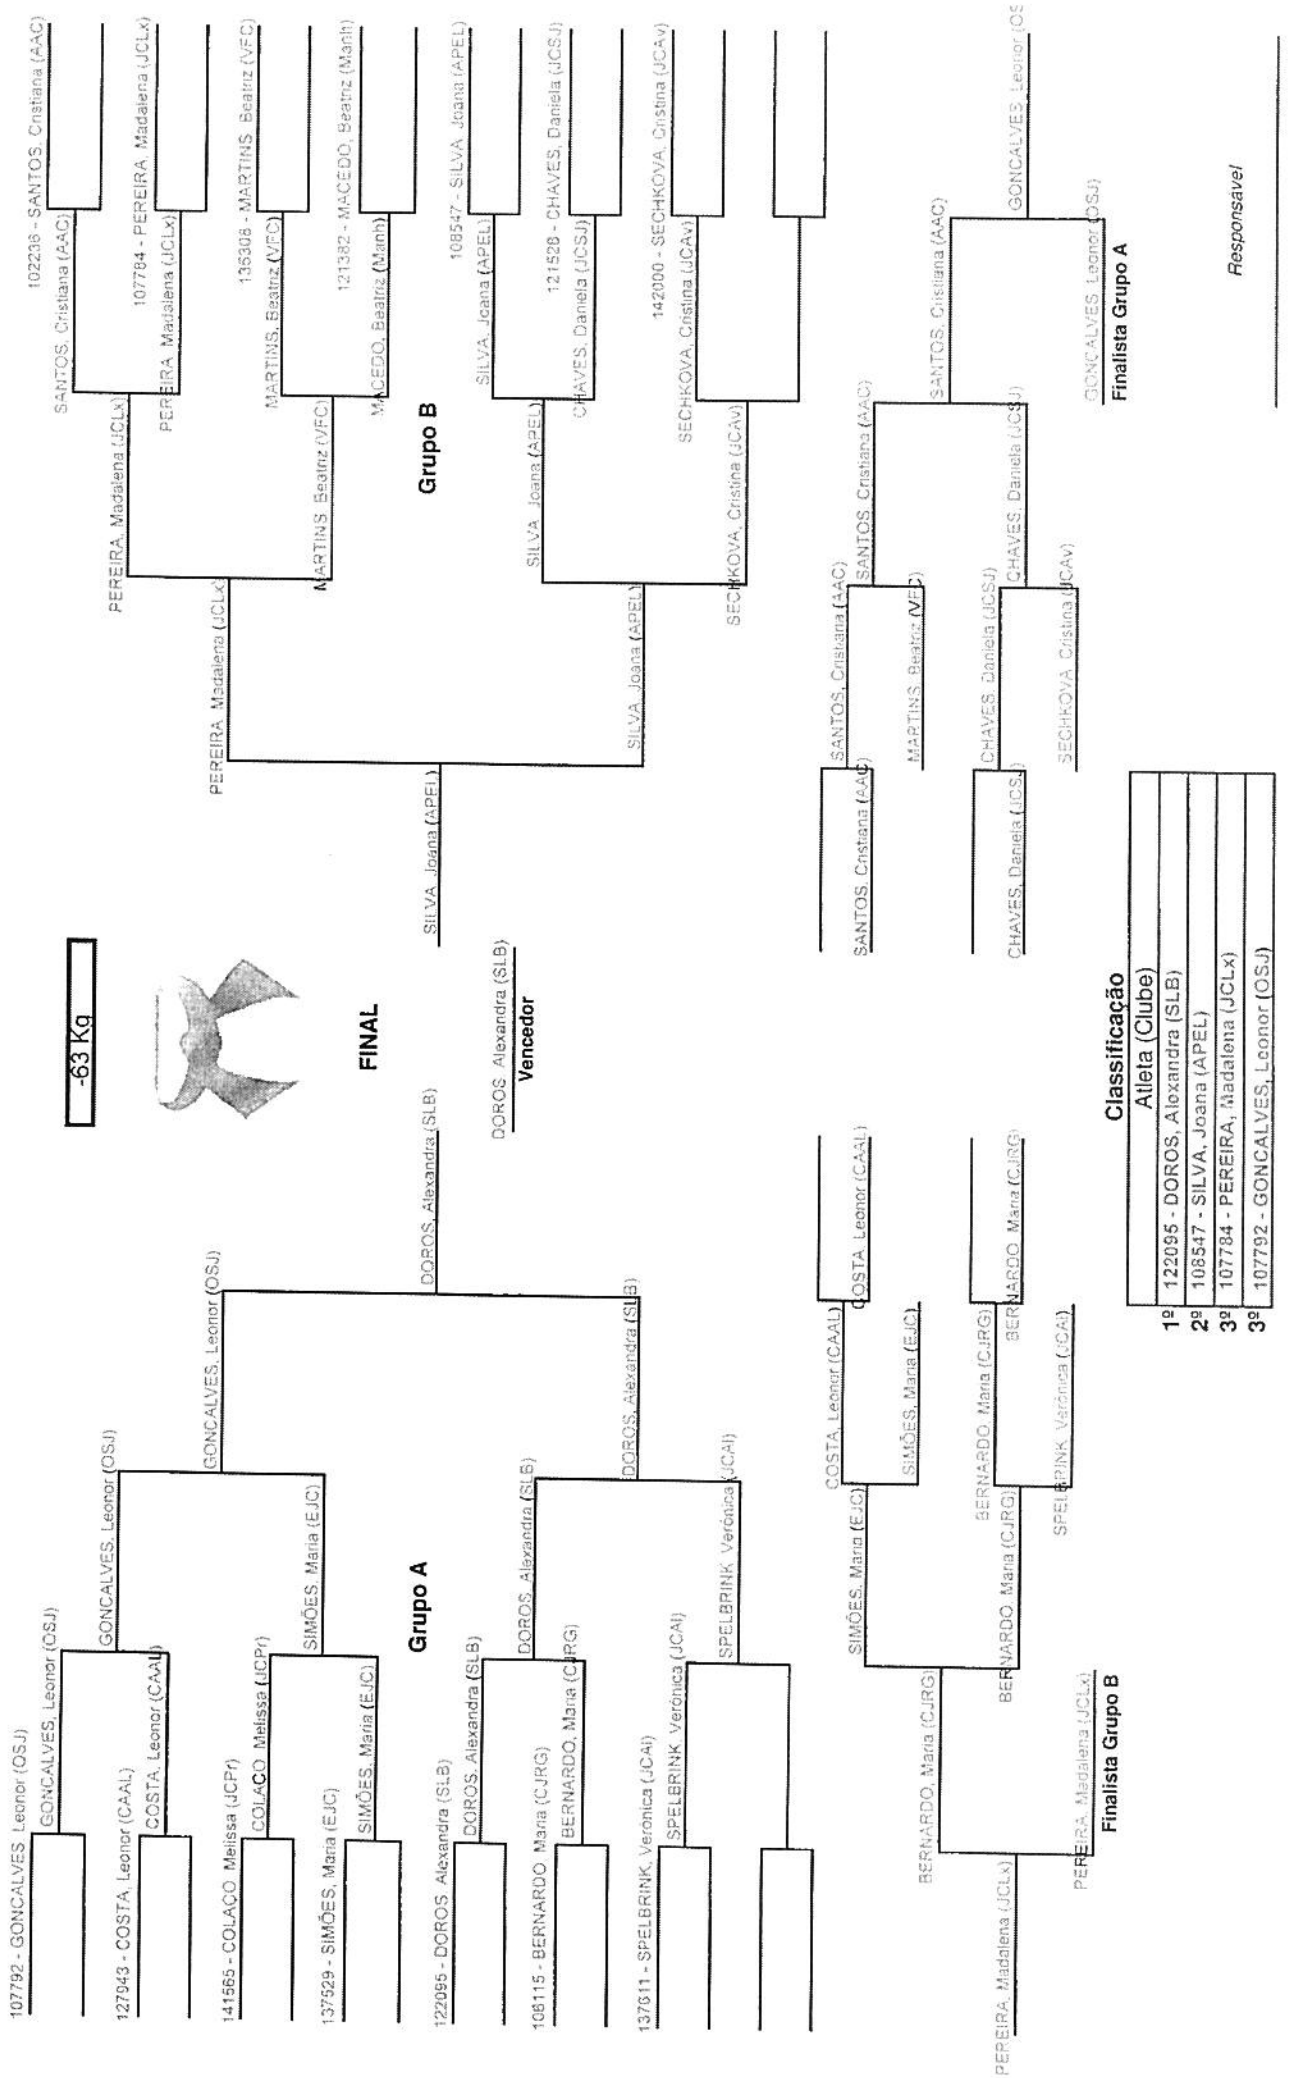 -63 Kg
FINAL
DOROS, Alexandra (SLB)
SILVA, Joana (APEL)
DOROS, Alexandra (SLB)
Vencedor
107792 - GONCALVES, Leonor (OSJ)
GONCALVES, Leonor (OSJ)
GONCALVES, Leonor (OSJ)
127943 - COSTA, Leonor (CAAL)
COSTA, Leonor (CAAL)
GONCALVES, Leonor (OSJ)
141565 - COLAÇO, Melissa (JCPr)
COLAÇO, Melissa (JCPr)
SIMÕES, Maria (EJC)
137529 - SIMÕES, Maria (EJC)
SIMÕES, Maria (EJC)
Grupo A
122095 - DOROS, Alexandra (SLB)
DOROS, Alexandra (SLB)
DOROS, Alexandra (SLB)
106115 - BERNARDO, Maria (CJRG)
BERNARDO, Maria (CJRG)
DOROS, Alexandra (SLB)
137611 - SPELBRINK, Verónica (JCAl)
SPELBRINK, Verónica (JCAl)
SPELBRINK, Verónica (JCAl)
102236 - SANTOS, Cristiana (AAC)
SANTOS, Cristiana (AAC)
PEREIRA, Madalena (JCLx)
107784 - PEREIRA, Madalena (JCLx)
PEREIRA, Madalena (JCLx)
PEREIRA, Madalena (JCLx)
135308 - MARTINS, Beatriz (VFC)
MARTINS, Beatriz (VFC)
MARTINS, Beatriz (VFC)
121382 - MACEDO, Beatriz (Manh)
MACEDO, Beatriz (Manh)
Grupo B
108547 - SILVA, Joana (APEL)
SILVA, Joana (APEL)
SILVA, Joana (APEL)
121528 - CHAVES, Daniela (JCSJ)
CHAVES, Daniela (JCSJ)
SILVA, Joana (APEL)
142000 - SECHKOVA, Cristina (JCAv)
SECHKOVA, Cristina (JCAv)
SECHKOVA, Cristina (JCAv)
COSTA, Leonor (CAAL)
COSTA, Leonor (CAAL)
SIMÕES, Maria (EJC)
SIMÕES, Maria (EJC)
BERNARDO, Maria (CJRG)
BERNARDO, Maria (CJRG)
BERNARDO, Maria (CJRG)
SPELBRINK, Verónica (JCAl)
BERNARDO, Maria (CJRG)
PEREIRA, Madalena (JCLx)
PEREIRA, Madalena (JCLx)
Finalista Grupo B
SANTOS, Cristiana (AAC)
SANTOS, Cristiana (AAC)
MARTINS, Beatriz (VFC)
SANTOS, Cristiana (AAC)
SANTOS, Cristiana (AAC)
CHAVES, Daniela (JCSJ)
CHAVES, Daniela (JCSJ)
CHAVES, Daniela (JCSJ)
SECHKOVA, Cristina (JCAv)
GONCALVES, Leonor (OS
GONCALVES, Leonor (OSJ)
Finalista Grupo A
Classificação
Atleta (Clube)
1º 122095 - DOROS, Alexandra (SLB)
2º 108547 - SILVA, Joana (APEL)
3º 107784 - PEREIRA, Madalena (JCLx)
3º 107792 - GONCALVES, Leonor (OSJ)
Responsável